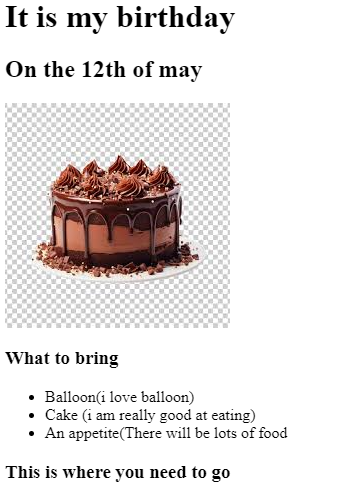 It is my birthday
On the 12th of may
What to bring
Balloon(i love balloon)
Cake (i am really good at eating)
An appetite(There will be lots of food
This is where you need to go